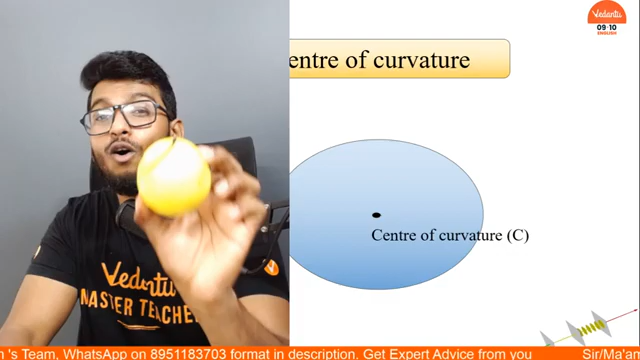 Vedantu
09-10
ENGLISH
entre of curvature
Centre of curvature (C)
Vedantu
MASTER TEACHER
n 's Team, WhatsApp on 8951183703 format in description. Get Expert Advice from you Sir/Ma'am